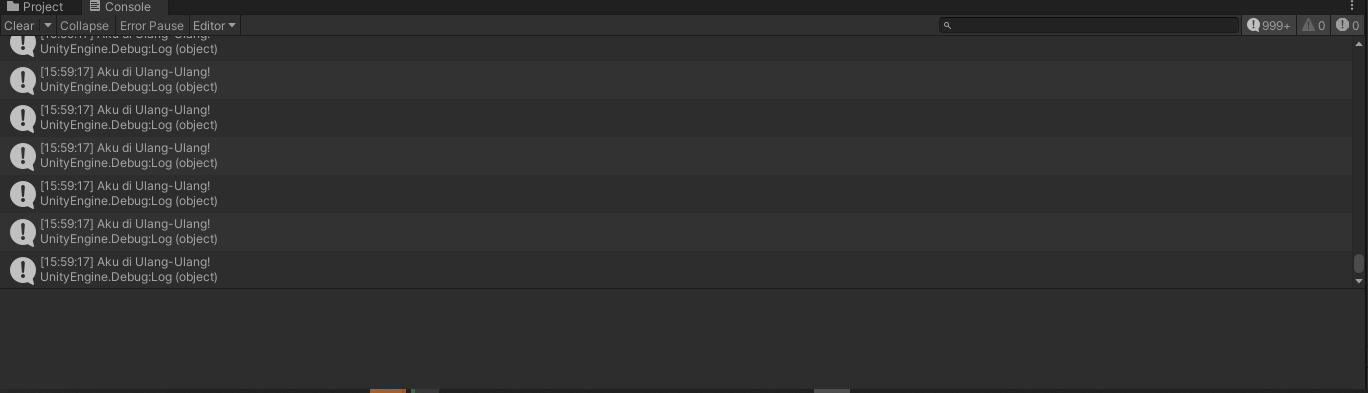 Project
Console
Clear
Collapse
Error Pause
Editor
999+
0
0
[15:59:17] Aku di Ulang-Ulang!
UnityEngine.Debug:Log (object)
[15:59:17] Aku di Ulang-Ulang!
UnityEngine.Debug:Log (object)
[15:59:17] Aku di Ulang-Ulang!
UnityEngine.Debug:Log (object)
[15:59:17] Aku di Ulang-Ulang!
UnityEngine.Debug:Log (object)
[15:59:17] Aku di Ulang-Ulang!
UnityEngine.Debug:Log (object)
[15:59:17] Aku di Ulang-Ulang!
UnityEngine.Debug:Log (object)
[15:59:17] Aku di Ulang-Ulang!
UnityEngine.Debug:Log (object)